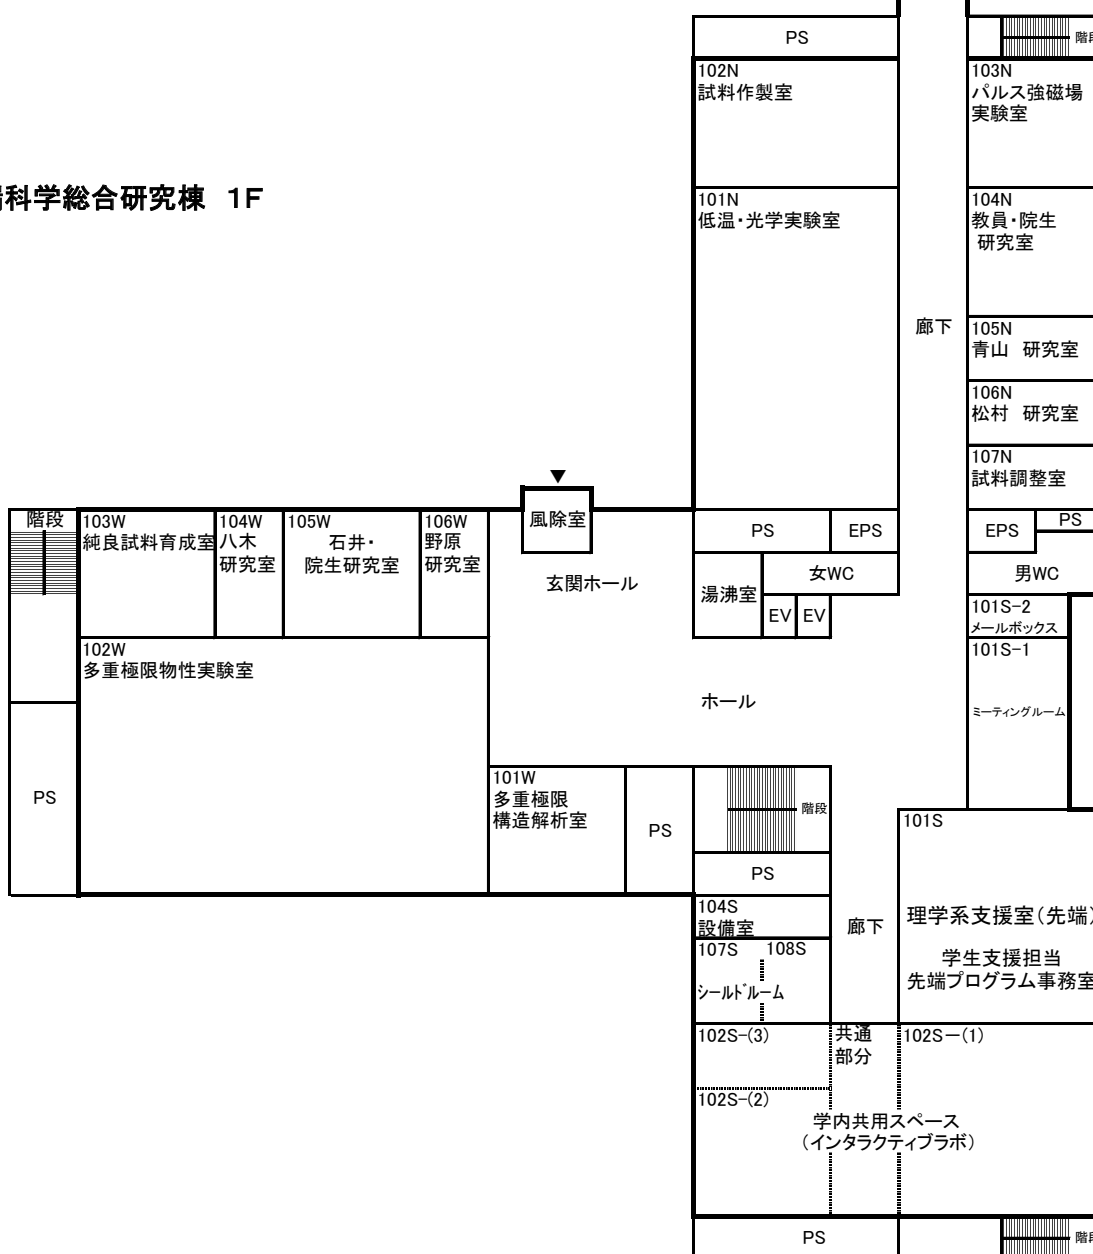 PS
階段
102N
試料作製室
103N
パルス強磁場
実験室
科学総合研究棟 1F
101N
低温・光学実験室
104N
教員・院生
研究室
廊下
105N
青山 研究室
106N
松村 研究室
107N
試料調整室
階段
103W
純良試料育成室
104W
八木
研究室
105W
石井・
院生研究室
106W
野原
研究室
▼
風除室
玄関ホール
PS
EPS
EPS
PS
湯沸室
女WC
男WC
EV
EV
101S-2
メールボックス
101S-1
ミーティングルーム
102W
多重極限物性実験室
ホール
PS
101W
多重極限
構造解析室
PS
階段
PS
101S
理学系支援室(先端)
学生支援担当
先端プログラム事務室
104S
設備室
廊下
107S
108S
シールドルーム
102S-(3)
共通
部分
102S-(1)
102S-(2)
学内共用スペース
(インタラクティブラボ)
PS
階段